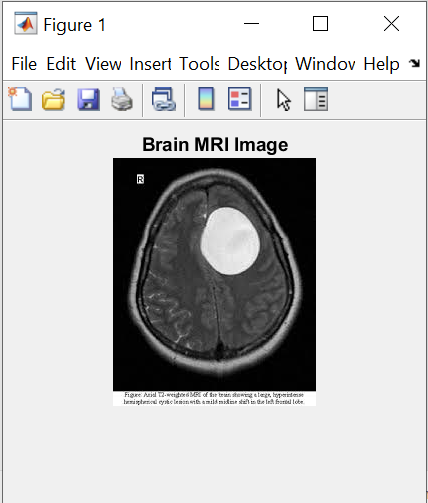 Figure 1
File Edit View Insert Tools Desktop Window Help
Brain MRI Image
R
Figure: Axial T2-weighted MRI of the brain showing a large, hyperintense
hemispherical cystic lesion with a mild midline shift in the left frontal lobe.